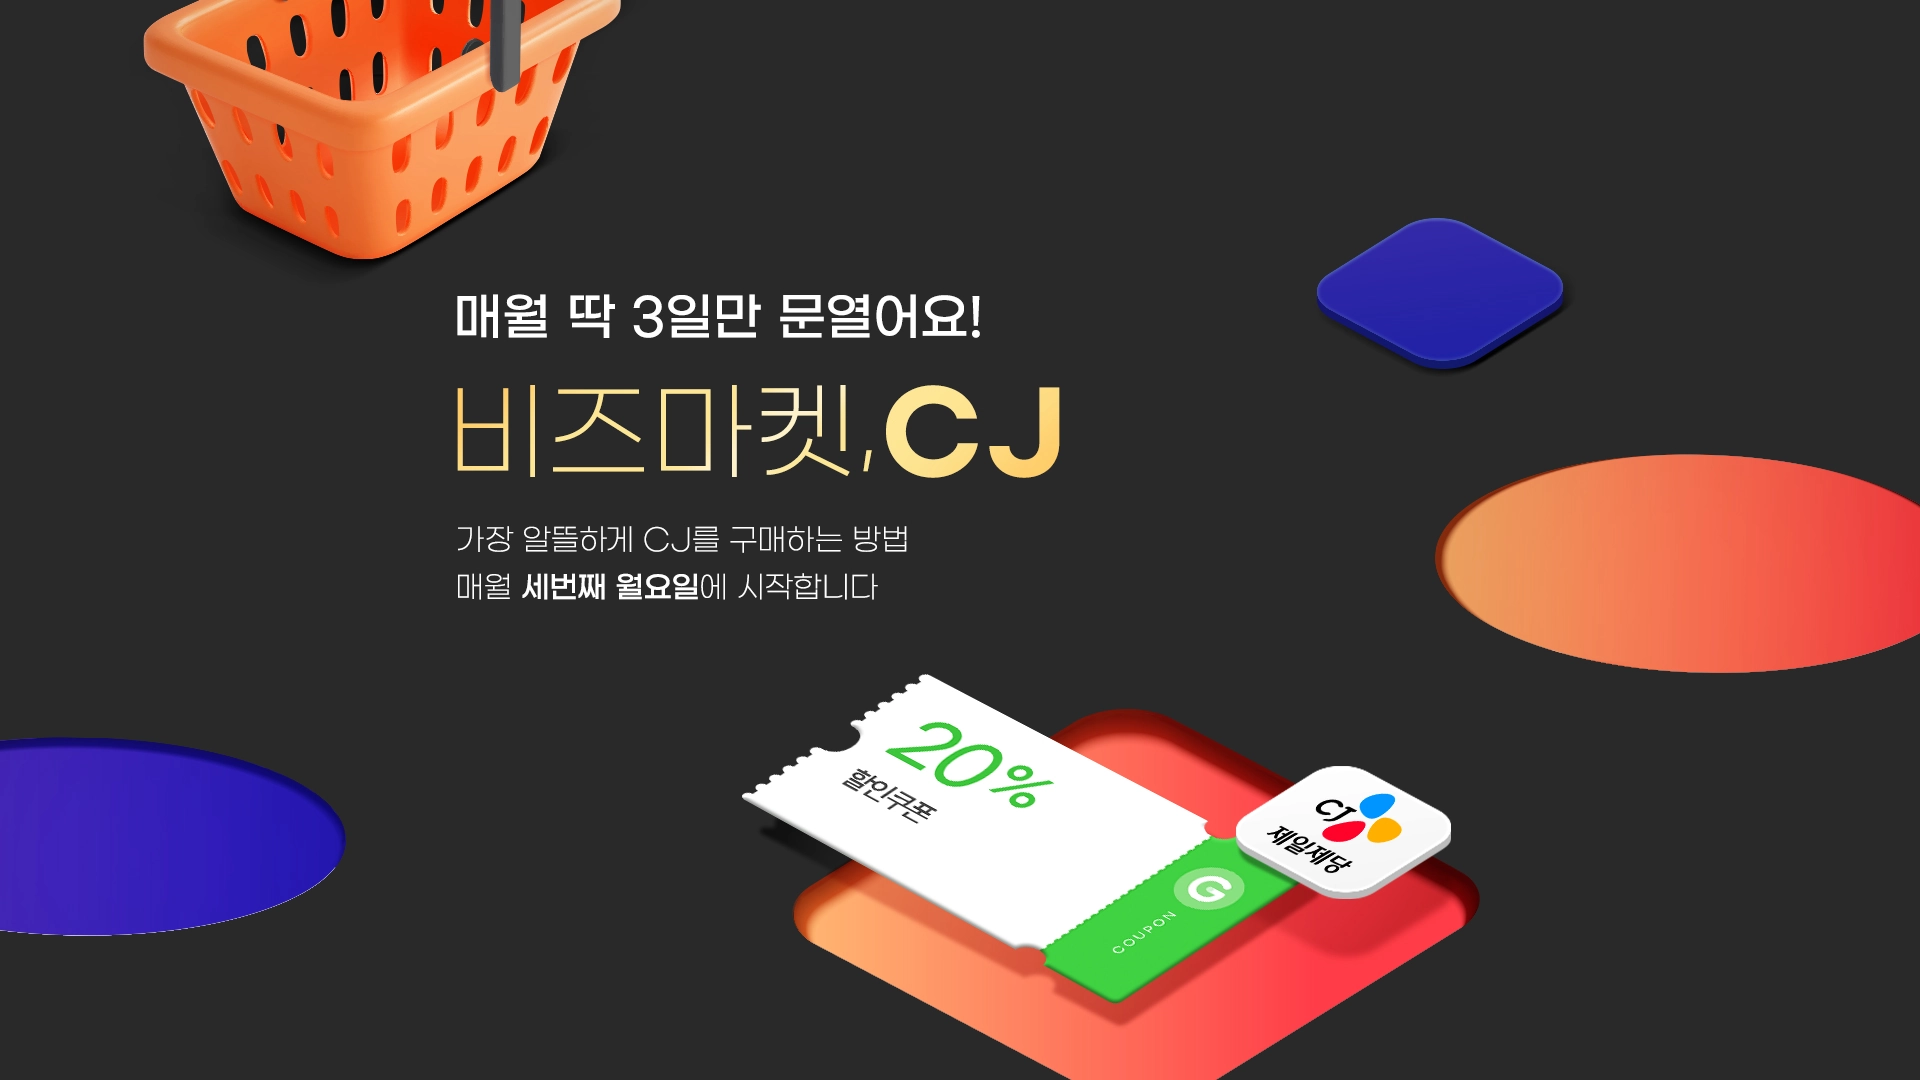 매월 딱 3일만 문열어요!
비즈마켓,CJ
가장 알뜰하게 CJ를 구매하는 방법
매월 세번째 월요일에 시작합니다
20%
할인쿠폰
G
COUPON
CJ
제일제당